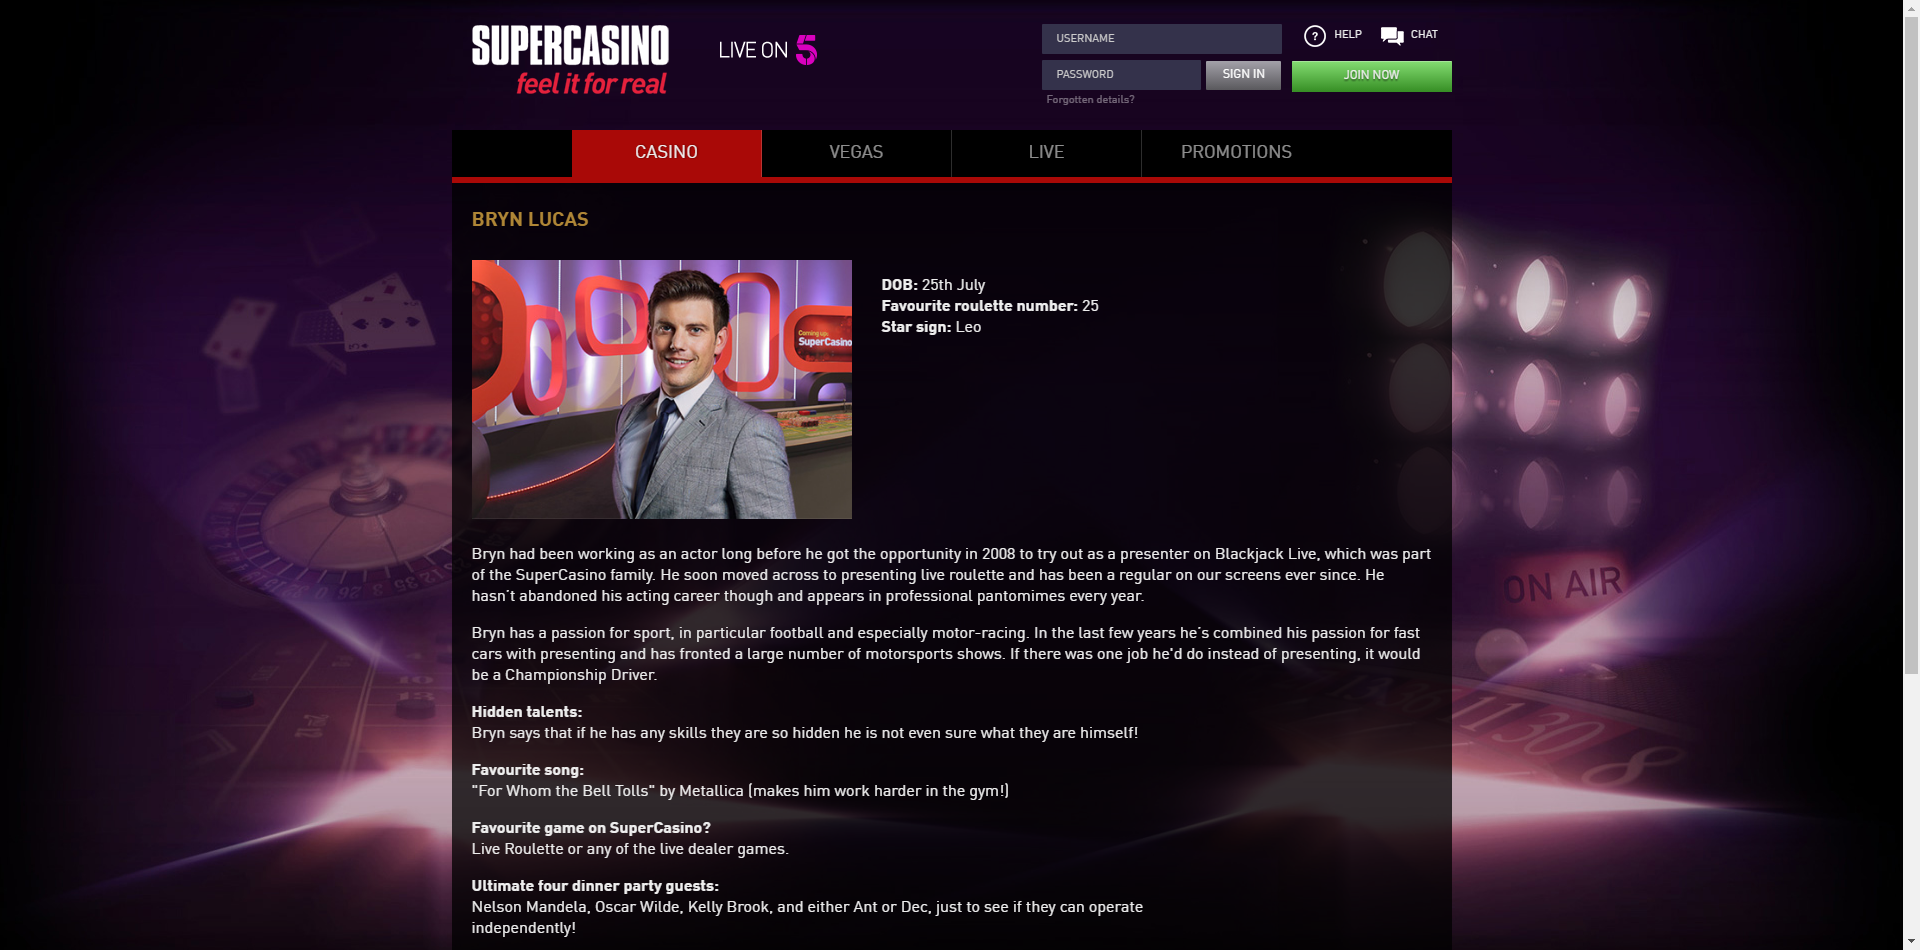 SUPERCASINO
feel it for real
LIVE ON 5
USERNAME
PASSWORD
SIGN IN
Forgotten details?
? HELP
CHAT
JOIN NOW
CASINO
VEGAS
LIVE
PROMOTIONS
BRYN LUCAS
Coming up:
SuperCasino
DOB: 25th July
Favourite roulette number: 25
Star sign: Leo
Bryn had been working as an actor long before he got the opportunity in 2008 to try out as a presenter on Blackjack Live, which was part
of the SuperCasino family. He soon moved across to presenting live roulette and has been a regular on our screens ever since. He
hasn't abandoned his acting career though and appears in professional pantomimes every year.
Bryn has a passion for sport, in particular football and especially motor-racing. In the last few years he's combined his passion for fast
cars with presenting and has fronted a large number of motorsports shows. If there was one job he'd do instead of presenting, it would
be a Championship Driver.
Hidden talents:
Bryn says that if he has any skills they are so hidden he is not even sure what they are himself!
Favourite song:
"For Whom the Bell Tolls" by Metallica (makes him work harder in the gym!)
Favourite game on SuperCasino?
Live Roulette or any of the live dealer games.
Ultimate four dinner party guests:
Nelson Mandela, Oscar Wilde, Kelly Brook, and either Ant or Dec, just to see if they can operate
independently!
ON AIR